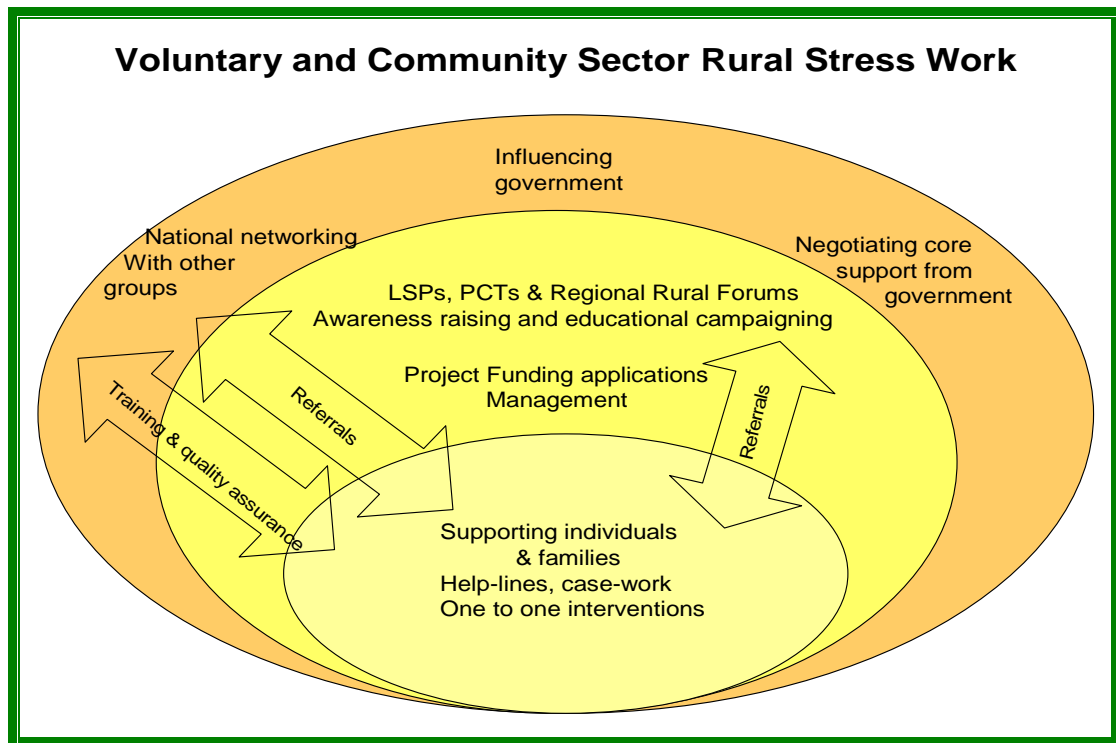 Voluntary and Community Sector Rural Stress Work
Influencing
government
National networking
With other
groups
Negotiating core
support from
government
LSPs, PCTs & Regional Rural Forums
Awareness raising and educational campaigning
Project Funding applications
Management
Training & quality assurance
Referrals
Referrals
Supporting individuals
& families
Help-lines, case-work
One to one interventions